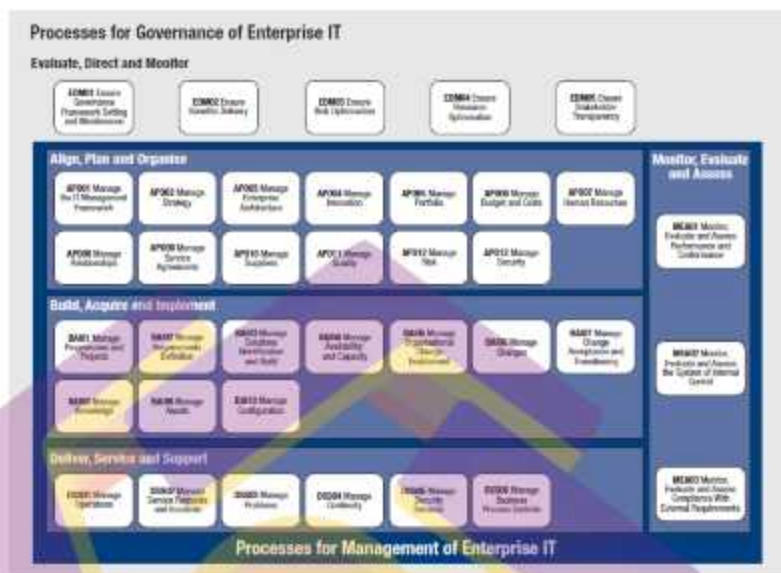 Processes for Governance of Enterprise IT
Evaluate, Direct and Monitor
EDM01 Ensure
Governance
Framework Setting
and Maintenance
EDM02 Ensure
Benefits Delivery
EDM03 Ensure
Risk Optimisation
EDM04 Ensure
Resource
Optimisation
EDM05 Ensure
Stakeholder
Transparency
Align, Plan and Organise
APO01 Manage
the IT Management
Framework
APO02 Manage
Strategy
APO03 Manage
Enterprise
Architecture
APO04 Manage
Innovation
APO05 Manage
Portfolio
APO06 Manage
Budget and Costs
APO07 Manage
Human Resources
APO08 Manage
Relationships
APO09 Manage
Service
Agreements
APO10 Manage
Suppliers
APO11 Manage
Quality
APO12 Manage
Risk
APO13 Manage
Security
Build, Acquire and Implement
BAI01 Manage
Programmes and
Projects
BAI02 Manage
Requirements
Definition
BAI03 Manage
Solutions
Identification
and Build
BAI04 Manage
Availability
and Capacity
BAI05 Manage
Organisational
Change
Enablement
BAI06 Manage
Changes
BAI07 Manage
Change
Acceptance and
Transitioning
Manage
Knowledge
BAI09 Manage
Assets
BAI10 Manage
Configuration
Deliver, Service and Support
DSS01 Manage
Operations
DSS02 Manage
Service Requests
and Incidents
DSS03 Manage
Problems
DSS04 Manage
Continuity
DSS05 Manage
Security
Services
DSS06 Manage
Business
Process Controls
Monitor, Evaluate
and Assess
MEA01 Monitor,
Evaluate and Assess
Performance and
Conformance
MEA02 Monitor,
Evaluate and Assess
the System of Internal
Control
MEA03 Monitor,
Evaluate and Assess
Compliance With
External Requirements
Processes for Management of Enterprise IT